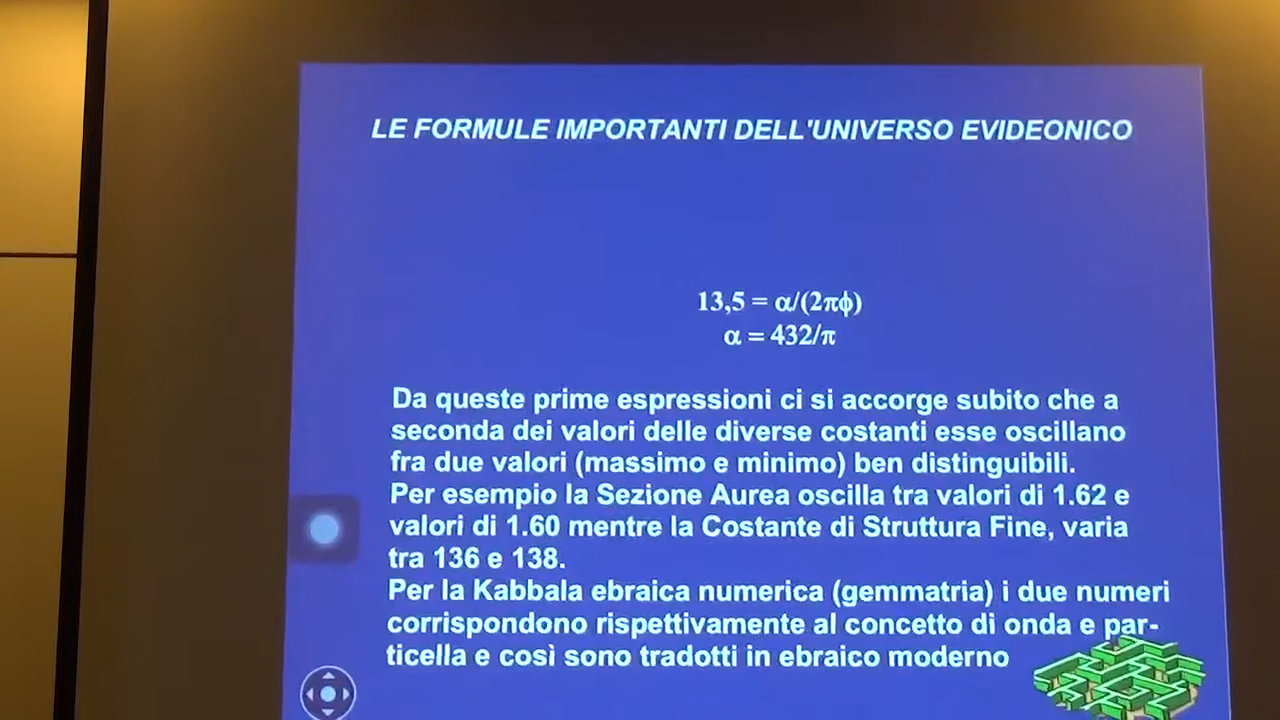 LE FORMULE IMPORTANTI DELL'UNIVERSO EVIDEONICO
13,5 = α/(2πϕ)
α = 432/π
Da queste prime espressioni ci si accorge subito che a
seconda dei valori delle diverse costanti esse oscillano
fra due valori (massimo e minimo) ben distinguibili.
Per esempio la Sezione Aurea oscilla tra valori di 1.62 e
valori di 1.60 mentre la Costante di Struttura Fine, varia
tra 136 e 138.
Per la Kabbala ebraica numerica (gemmatria) i due numeri
corrispondono rispettivamente al concetto di onda e par-
ticella e così sono tradotti in ebraico moderno